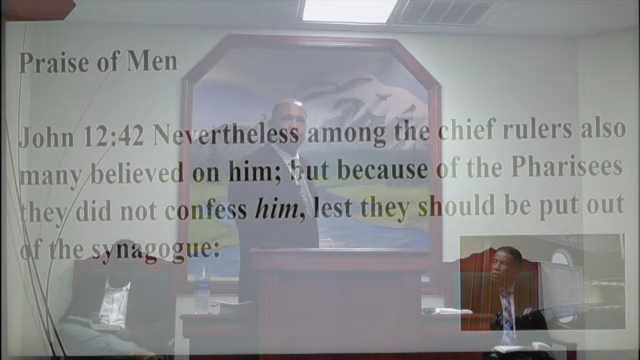 Praise of Men
John 12:42 Nevertheless among the chief rulers also
many believed on him; but because of the Pharisees
they did not confess him, lest they should be put out
of the synagogue: